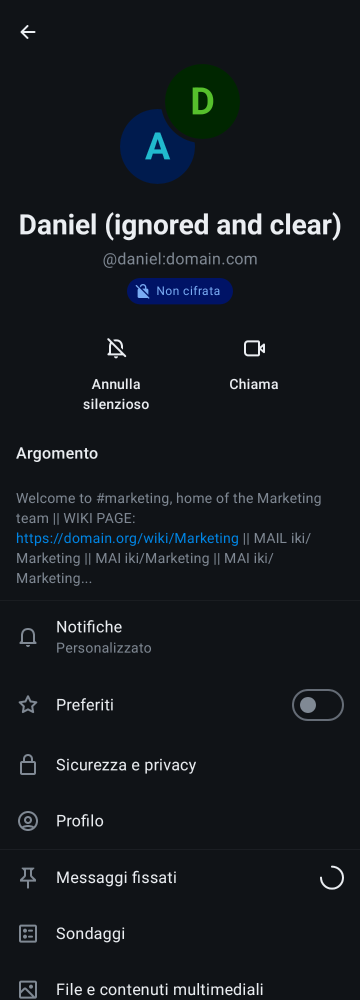 D
A
Daniel (ignored and clear)
@daniel:domain.com
Non cifrata
Annulla
silenzioso
Chiama
Argomento
Welcome to #marketing, home of the Marketing
team || WIKI PAGE:
https://domain.org/wiki/Marketing || MAIL iki/
Marketing || MAI iki/Marketing || MAI iki/
Marketing...
Notifiche
Personalizzato
Preferiti
Sicurezza e privacy
Profilo
Messaggi fissati
Sondaggi
File e contenuti multimediali